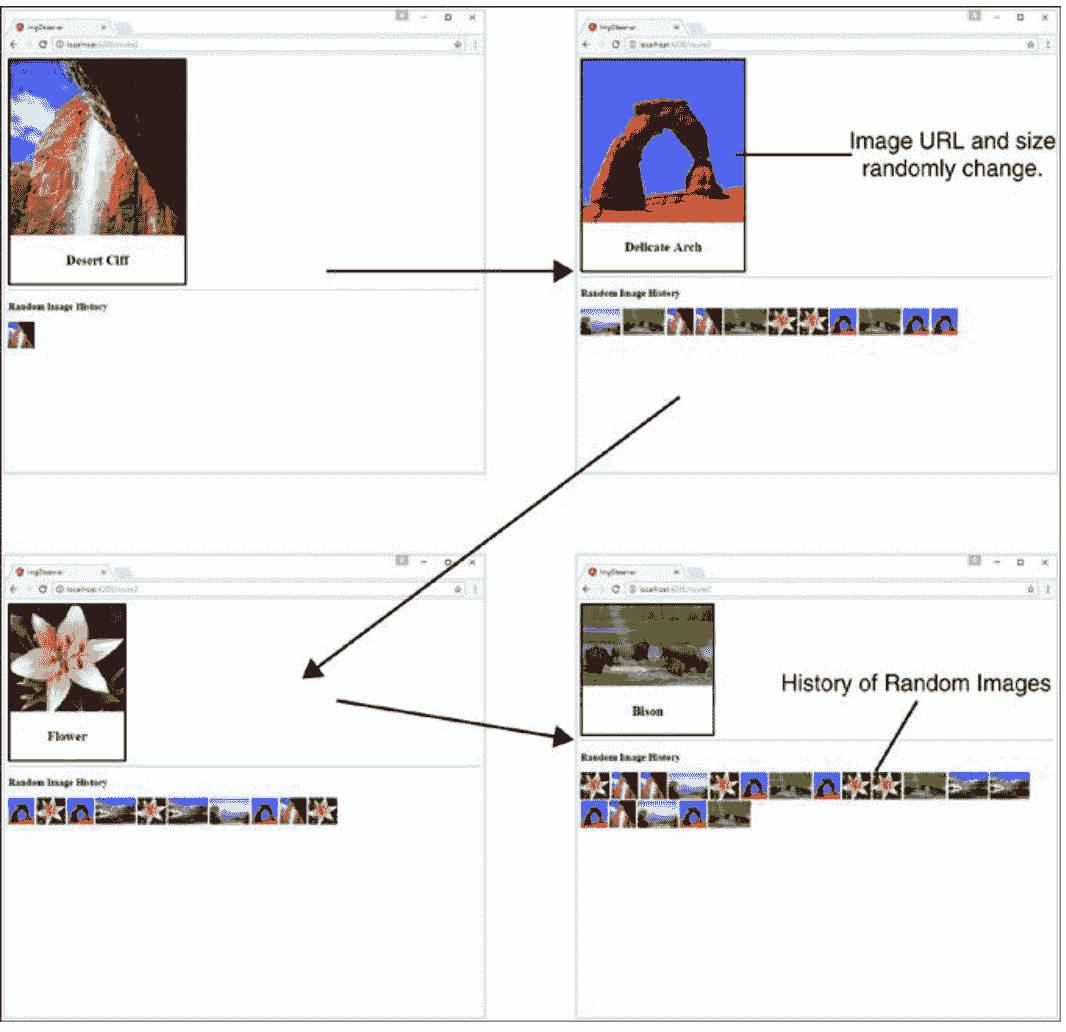 Desert Cliff
Random Image History
Delicate Arch
Image URL and size
randomly change.
Random Image History
Flower
Random Image History
Bison
History of Random Images
Random Image History